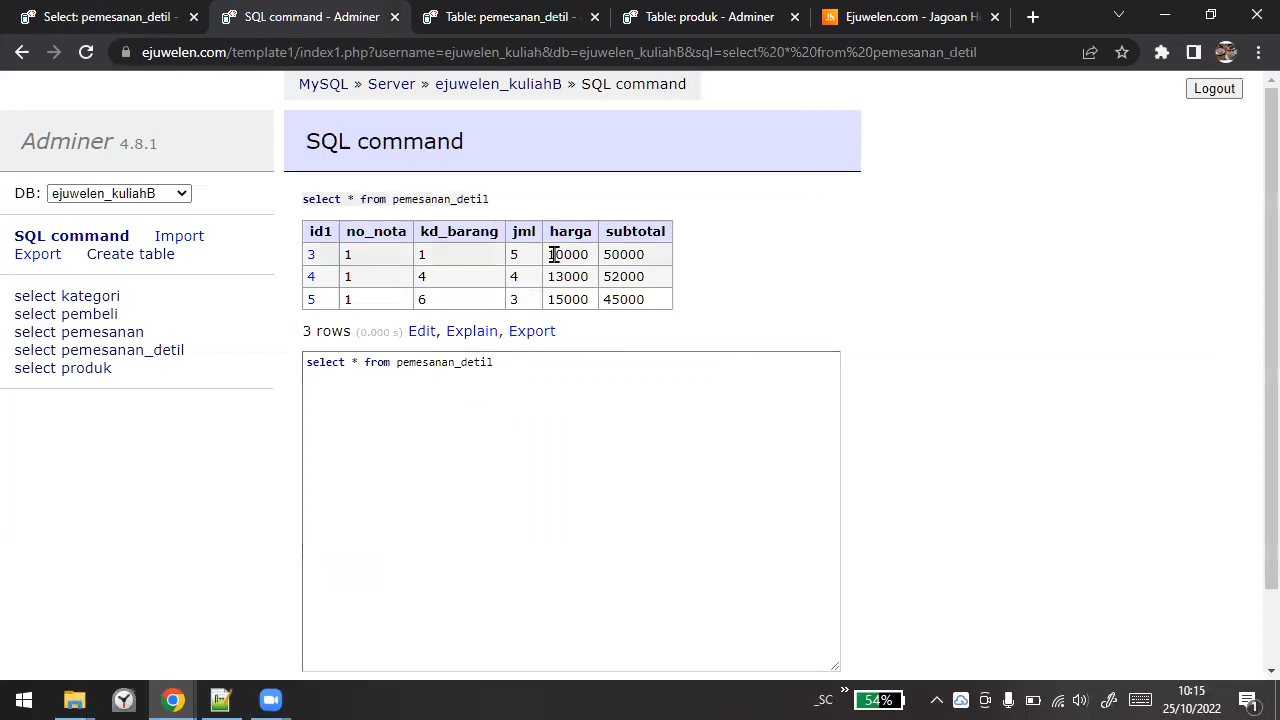 Select: pemesanan_detil -
SQL command - Adminer
Table: pemesanan_detil -
Table: produk - Adminer
Ejuwelen.com - Jagoan H
ejuwelen.com/template1/index1.php?username=ejuwelen_kuliah&db=ejuwelen_kuliahB&sql=select%20*%20from%20pemesanan_detil
MySQL » Server » ejuwelen_kuliahB » SQL command
Logout
Adminer 4.8.1
SQL command
DB: ejuwelen_kuliahB
select * from pemesanan_detil
SQL command Import
Export Create table
id1 no_nota kd_barang jml harga subtotal
3 1 1 5 10000 50000
4 1 4 4 13000 52000
5 1 6 3 15000 45000
select kategori
select pembeli
select pemesanan
select pemesanan_detil
select produk
3 rows (0.000 s) Edit, Explain, Export
select * from pemesanan_detil
_SC
54%
10:15
25/10/2022
1